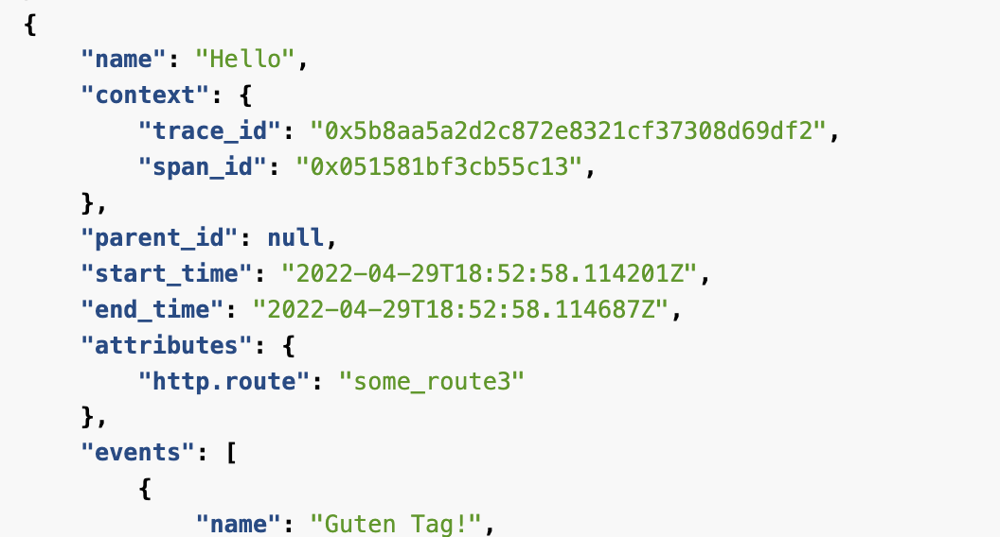 {
    "name": "Hello",
    "context": {
        "trace_id": "0x5b8aa5a2d2c872e8321cf37308d69df2",
        "span_id": "0x051581bf3cb55c13",
    },
    "parent_id": null,
    "start_time": "2022-04-29T18:52:58.114201Z",
    "end_time": "2022-04-29T18:52:58.114687Z",
    "attributes": {
        "http.route": "some_route3"
    },
    "events": [
        {
            "name": "Guten Tag!",